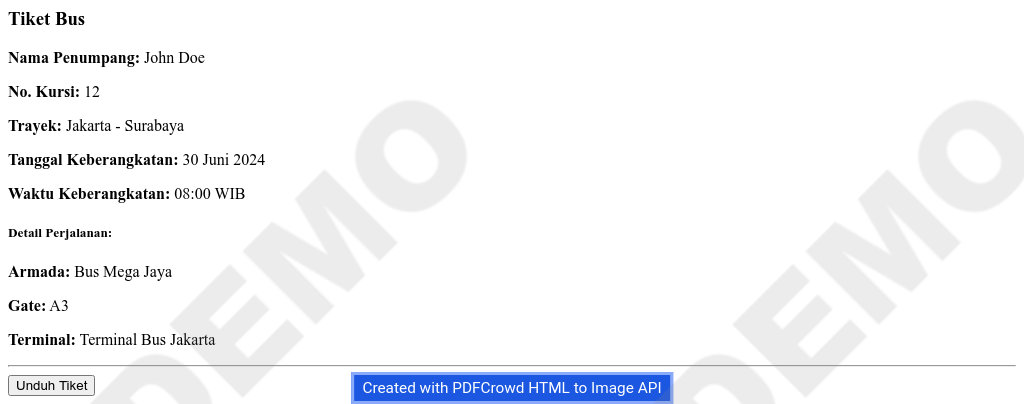 Tiket Bus
Nama Penumpang: John Doe
No. Kursi: 12
Trayek: Jakarta - Surabaya
Tanggal Keberangkatan: 30 Juni 2024
Waktu Keberangkatan: 08:00 WIB
Detail Perjalanan:
Armada: Bus Mega Jaya
Gate: A3
Terminal: Terminal Bus Jakarta
Unduh Tiket
Created with PDFCrowd HTML to Image API
DEMO
DEMO